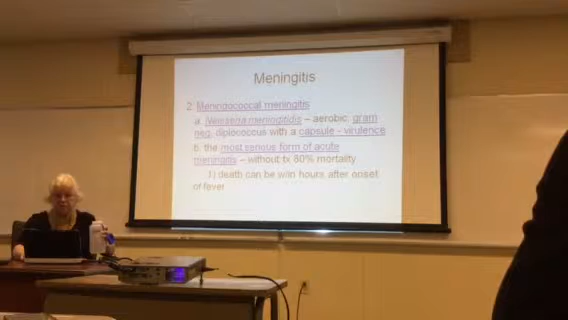 Meningitis
2. Meningococcal meningitis
a. Neisseria meningitidis – aerobic, gram
neg. diplococcus with a capsule - virulence
b. the most serious form of acute
meningitis – without tx 80% mortality
1) death can be w/in hours after onset
of fever